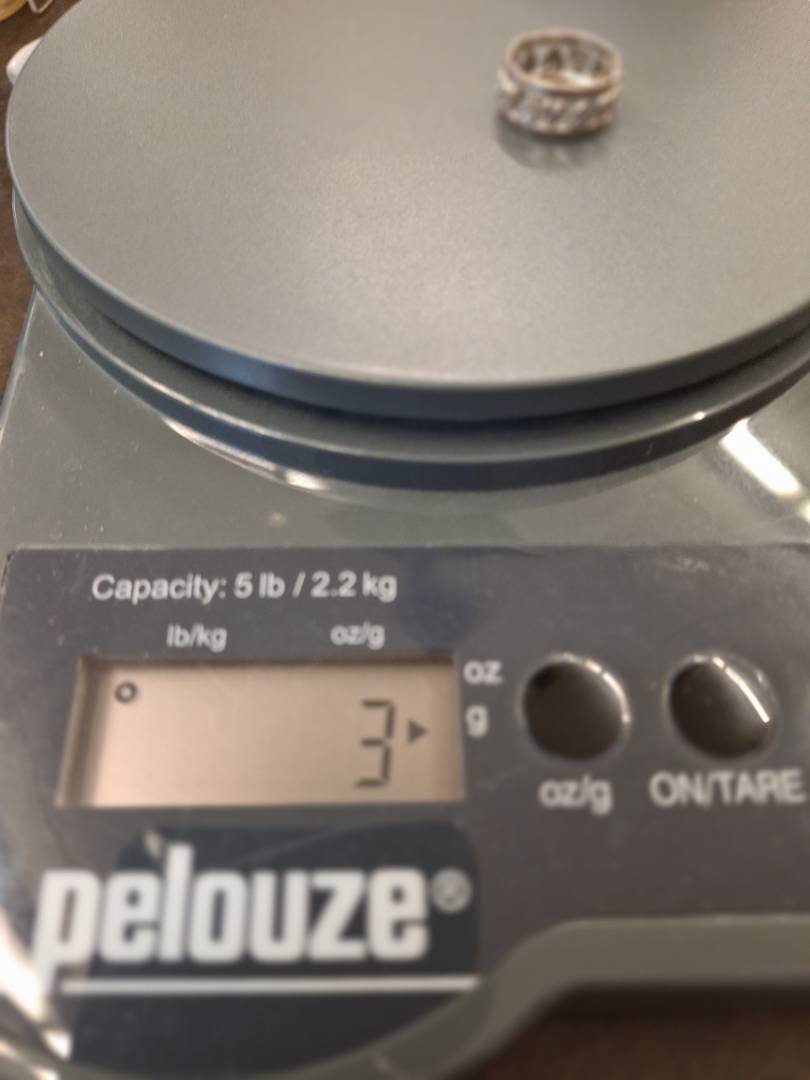 Capacity: 5 lb / 2.2 kg
lb/kg oz/g
oz
3
g
oz/g ON/TARE
pelouze®